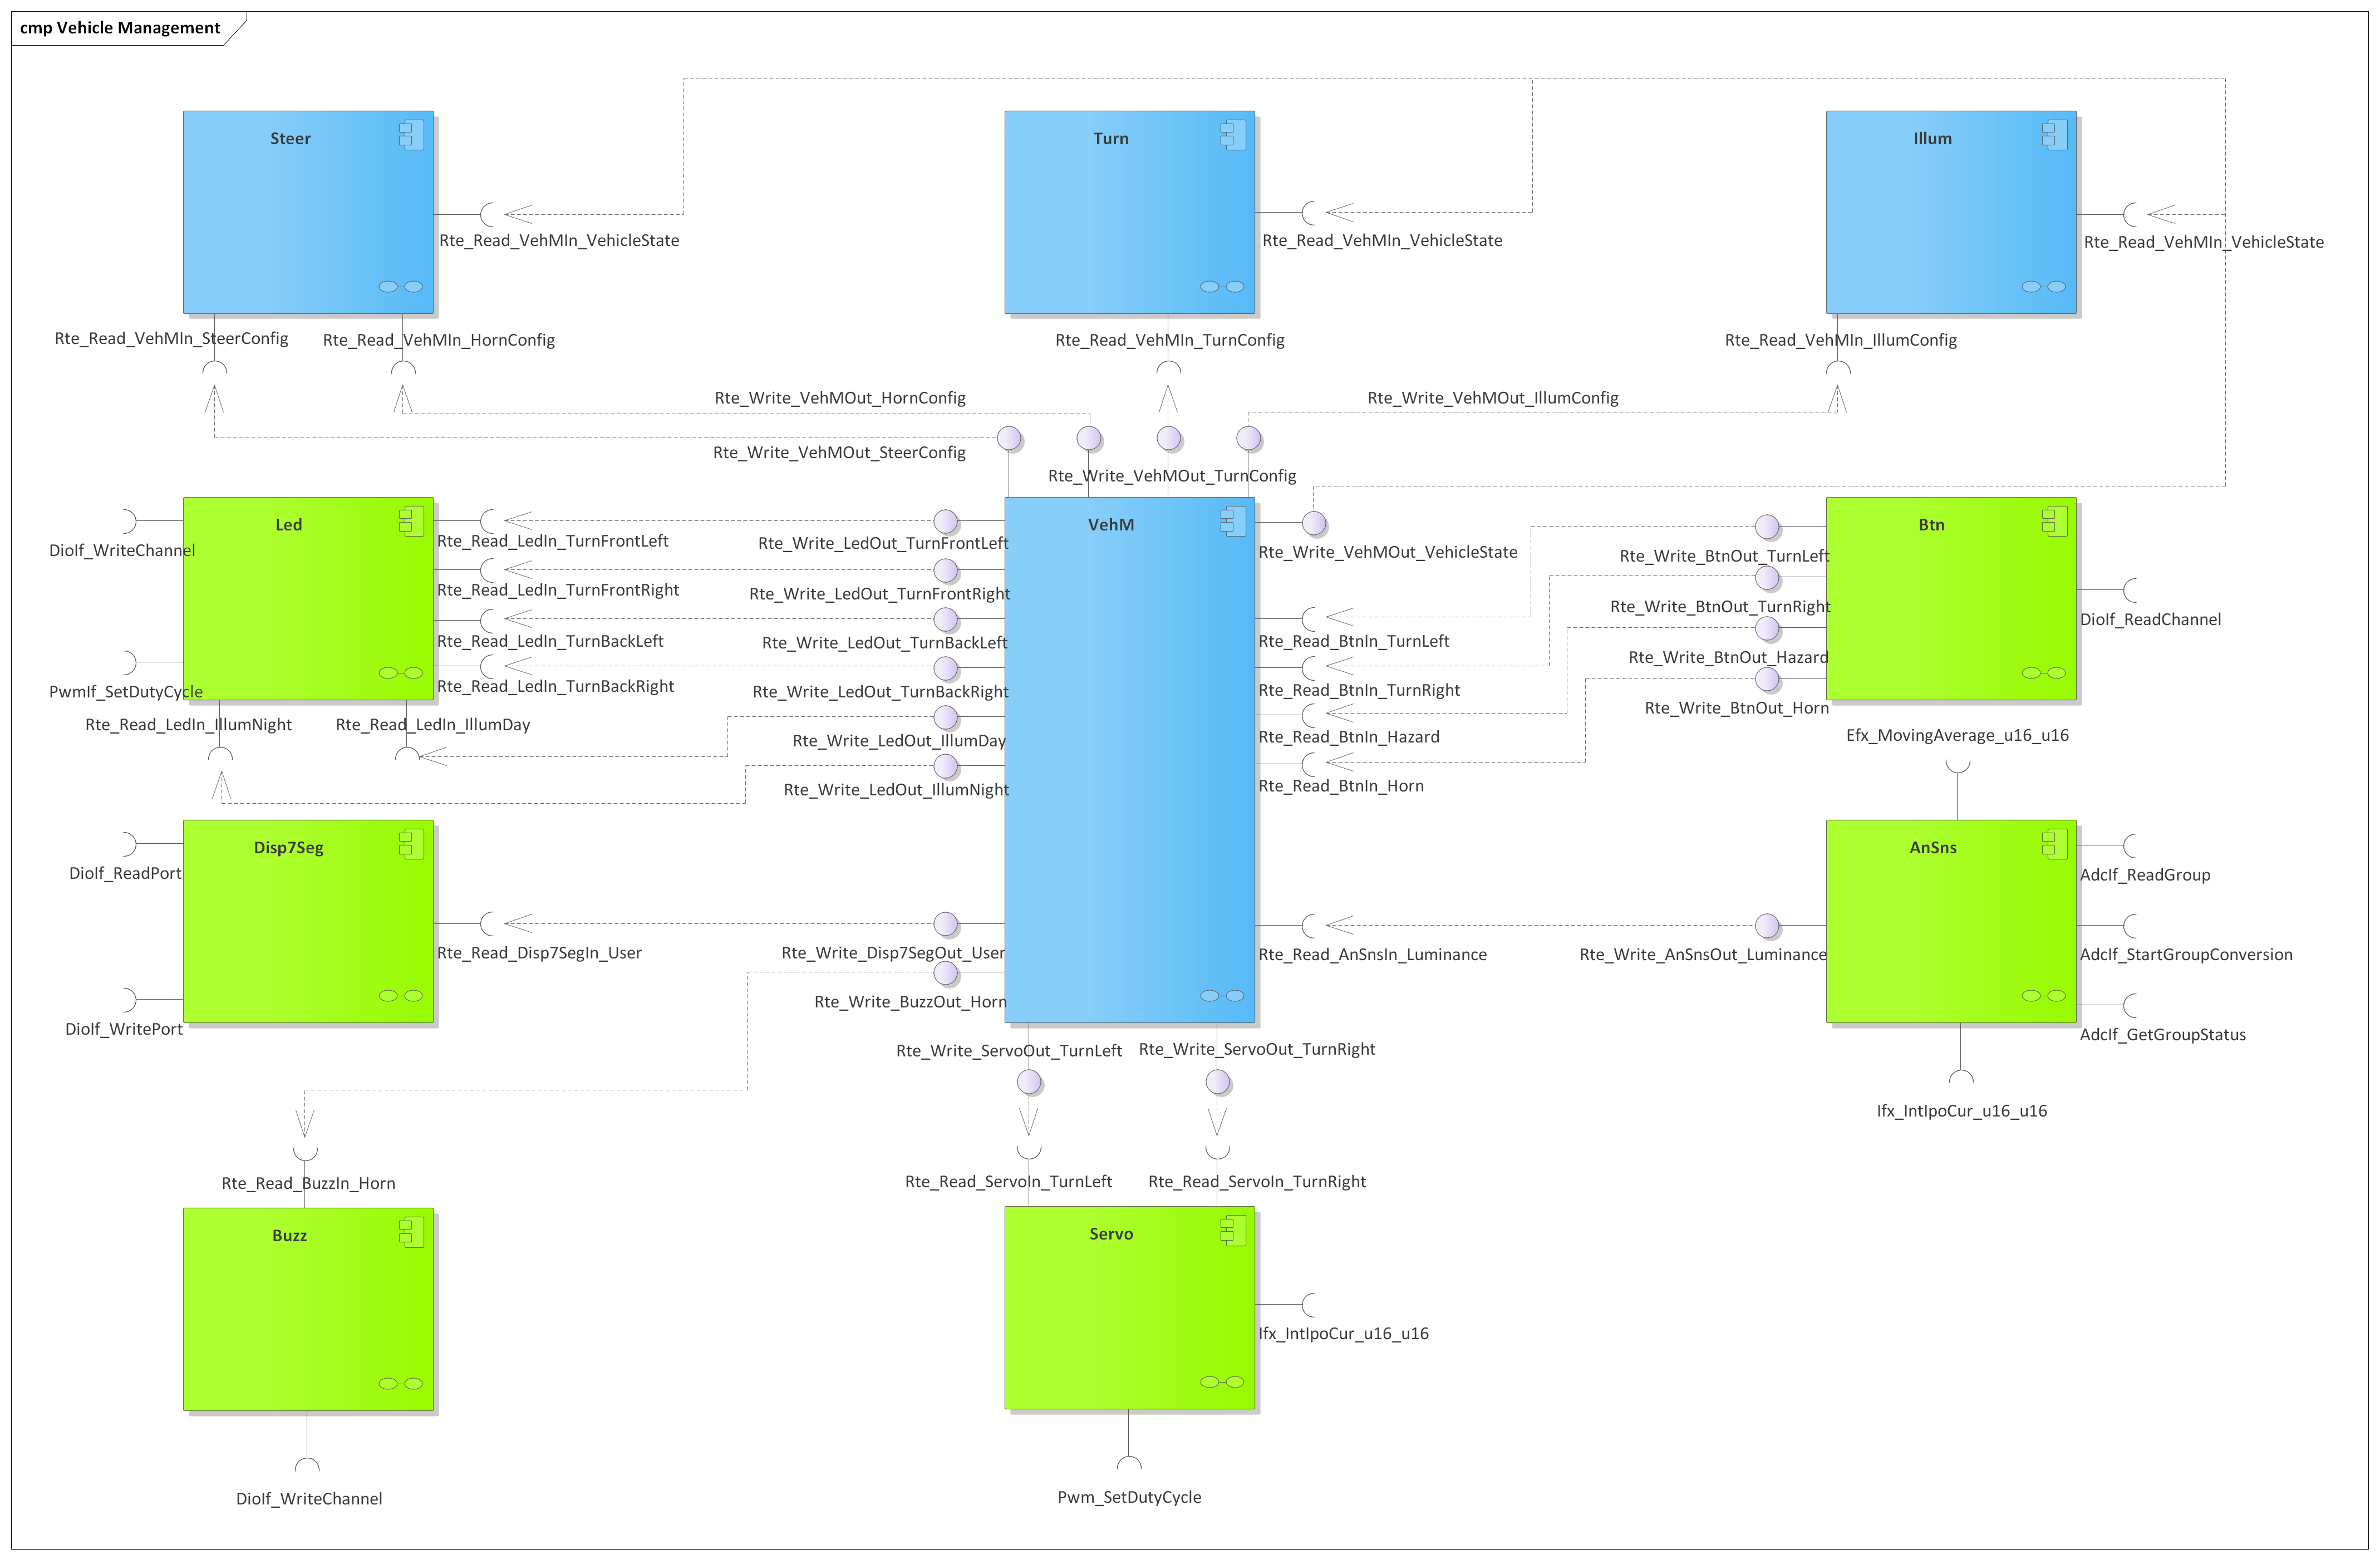 cmp Vehicle Management
Steer
Turn
Illum
Rte_Read_VehMIn_VehicleState
Rte_Read_VehMIn_VehicleState
Rte_Read_VehMIn_VehicleState
Rte_Read_VehMIn_SteerConfig
Rte_Read_VehMIn_HornConfig
Rte_Read_VehMIn_TurnConfig
Rte_Read_VehMIn_IllumConfig
Rte_Write_VehMOut_HornConfig
Rte_Write_VehMOut_IllumConfig
Rte_Write_VehMOut_SteerConfig
Rte_Write_VehMOut_TurnConfig
Led
VehM
Btn
DioIf_WriteChannel
Rte_Read_LedIn_TurnFrontLeft
Rte_Write_LedOut_TurnFrontLeft
Rte_Write_VehMOut_VehicleState
Rte_Write_BtnOut_TurnLeft
Rte_Read_LedIn_TurnFrontRight
Rte_Write_LedOut_TurnFrontRight
Rte_Write_BtnOut_TurnRight
DioIf_ReadChannel
Rte_Read_LedIn_TurnBackLeft
Rte_Write_LedOut_TurnBackLeft
Rte_Read_BtnIn_TurnLeft
Rte_Write_BtnOut_Hazard
PwmIf_SetDutyCycle
Rte_Read_LedIn_TurnBackRight
Rte_Write_LedOut_TurnBackRight
Rte_Read_BtnIn_TurnRight
Rte_Write_BtnOut_Horn
Rte_Read_LedIn_IllumNight
Rte_Read_LedIn_IllumDay
Rte_Write_LedOut_IllumDay
Rte_Read_BtnIn_Hazard
Efx_MovingAverage_u16_u16
Rte_Write_LedOut_IllumNight
Rte_Read_BtnIn_Horn
Disp7Seg
AnSns
DioIf_ReadPort
AdcIf_ReadGroup
Rte_Read_Disp7SegIn_User
Rte_Write_Disp7SegOut_User
Rte_Read_AnSnsIn_Luminance
Rte_Write_AnSnsOut_Luminance
AdcIf_StartGroupConversion
Rte_Write_BuzzOut_Horn
DioIf_WritePort
AdcIf_GetGroupStatus
Rte_Write_ServoOut_TurnLeft
Rte_Write_ServoOut_TurnRight
Ifx_IntIpoCur_u16_u16
Rte_Read_BuzzIn_Horn
Rte_Read_ServoIn_TurnLeft
Rte_Read_ServoIn_TurnRight
Buzz
Servo
Ifx_IntIpoCur_u16_u16
DioIf_WriteChannel
Pwm_SetDutyCycle